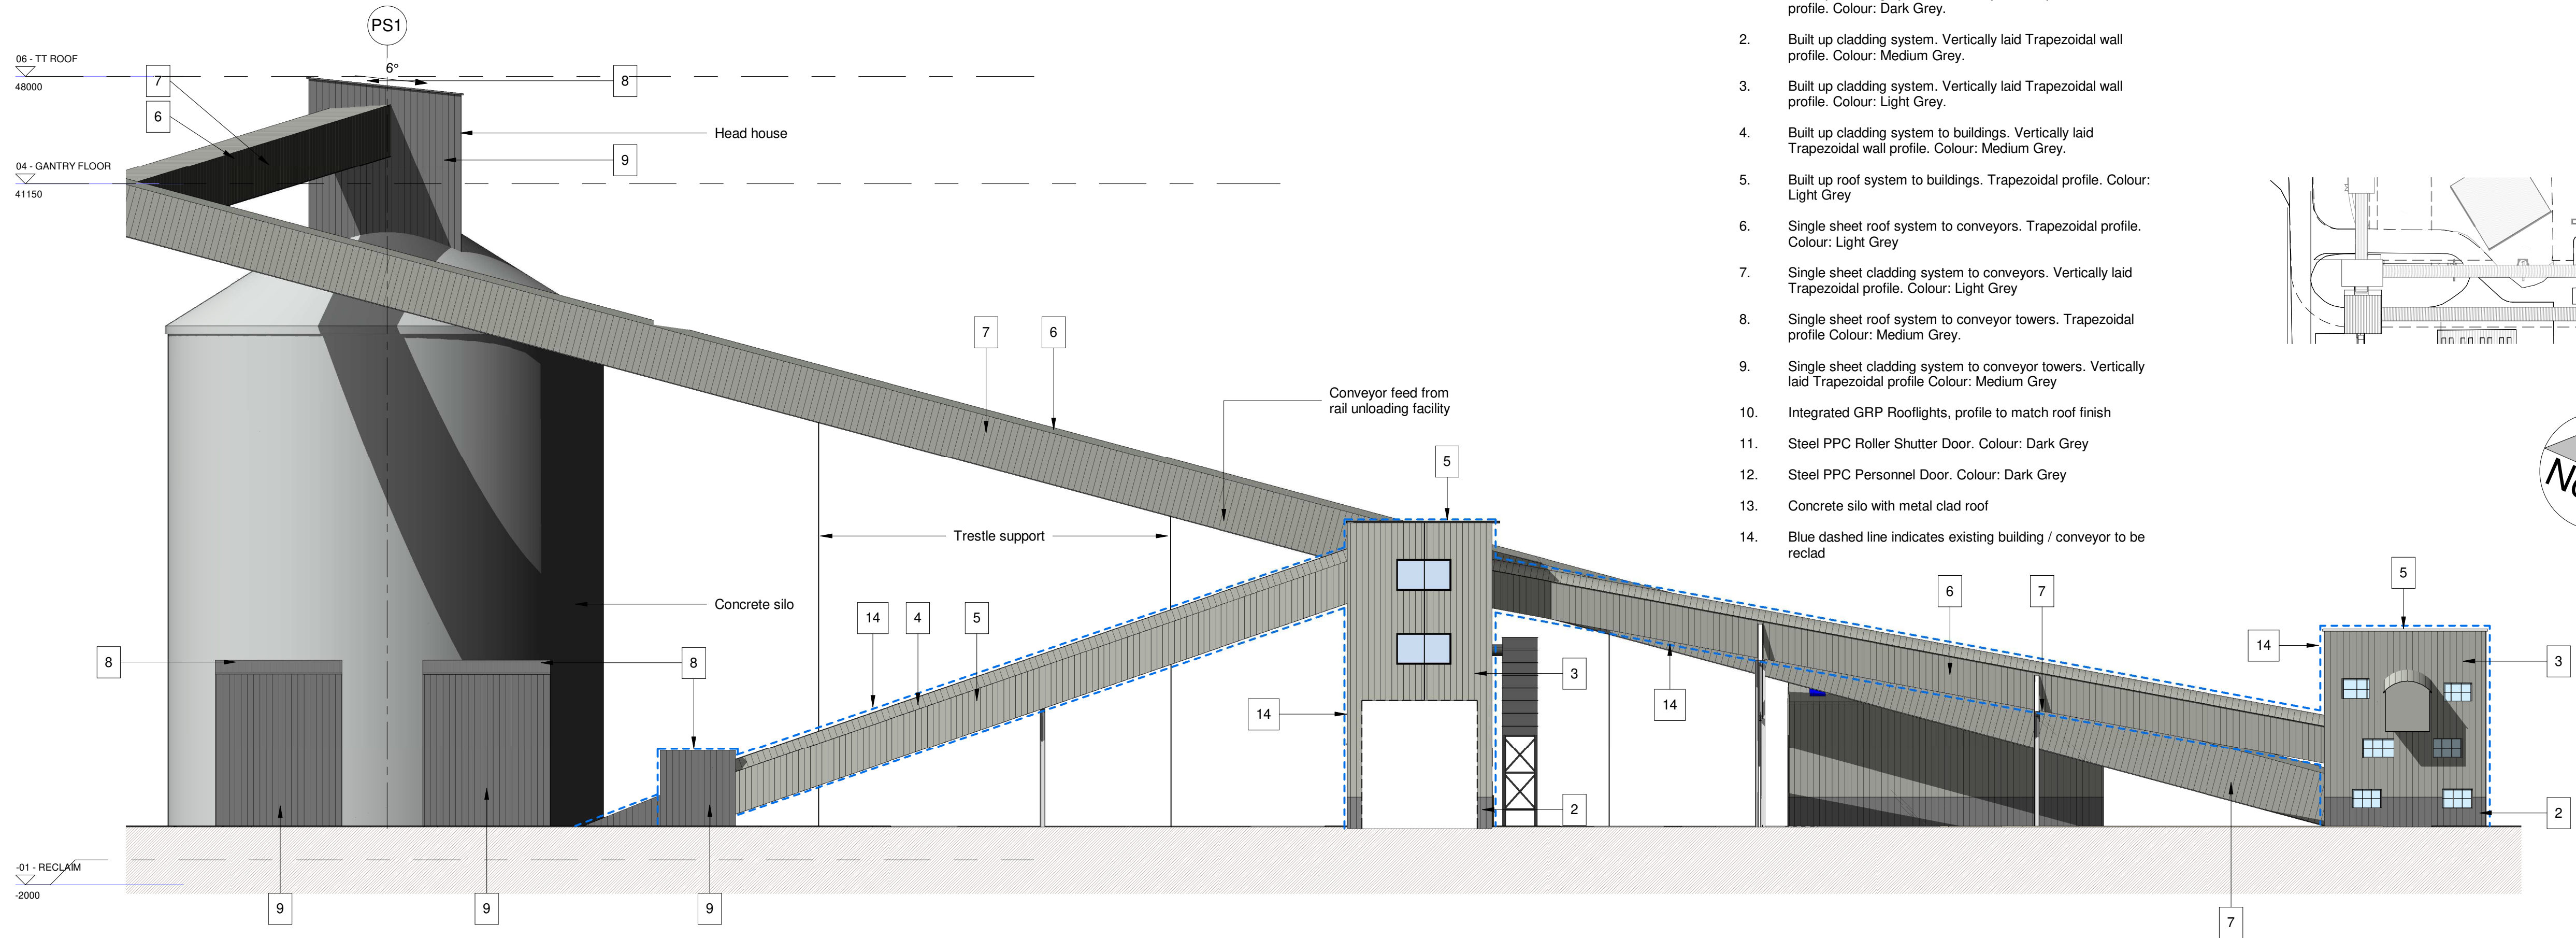 PS1
06 - TT ROOF
48000
6°
7
6
8
Head house
9
04 - GANTRY FLOOR
41150
7
6
Conveyor feed from
rail unloading facility
5
Trestle support
Concrete silo
14
4
5
8
8
14
3
2
14
6
7
14
5
3
2
-01 - RECLAIM
-2000
9
9
9
7
profile. Colour: Dark Grey.
2. Built up cladding system. Vertically laid Trapezoidal wall
profile. Colour: Medium Grey.
3. Built up cladding system. Vertically laid Trapezoidal wall
profile. Colour: Light Grey.
4. Built up cladding system to buildings. Vertically laid
Trapezoidal wall profile. Colour: Medium Grey.
5. Built up roof system to buildings. Trapezoidal profile. Colour:
Light Grey
6. Single sheet roof system to conveyors. Trapezoidal profile.
Colour: Light Grey
7. Single sheet cladding system to conveyors. Vertically laid
Trapezoidal profile. Colour: Light Grey
8. Single sheet roof system to conveyor towers. Trapezoidal
profile Colour: Medium Grey.
9. Single sheet cladding system to conveyor towers. Vertically
laid Trapezoidal profile Colour: Medium Grey
10. Integrated GRP Rooflights, profile to match roof finish
11. Steel PPC Roller Shutter Door. Colour: Dark Grey
12. Steel PPC Personnel Door. Colour: Dark Grey
13. Concrete silo with metal clad roof
14. Blue dashed line indicates existing building / conveyor to be
reclad